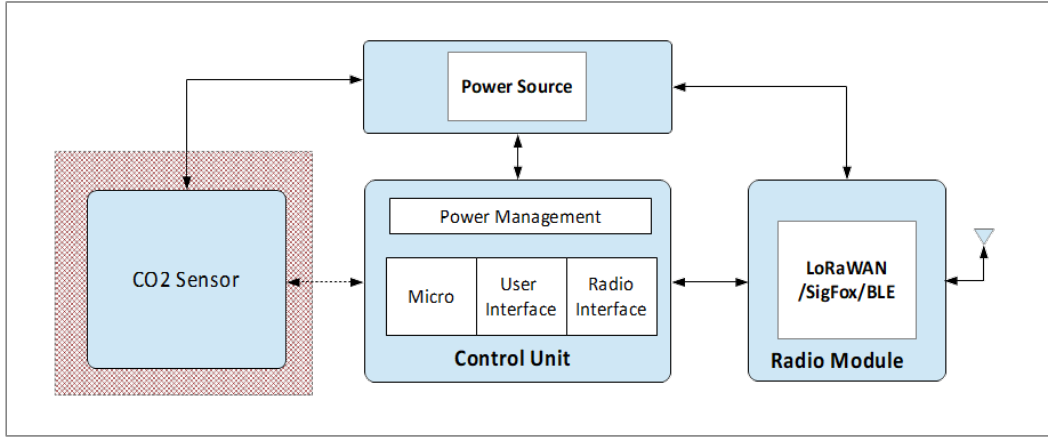 Power Source
Power Management
CO2 Sensor
Micro
User
Interface
Radio
Interface
Control Unit
LoRaWAN
/SigFox/BLE
Radio Module